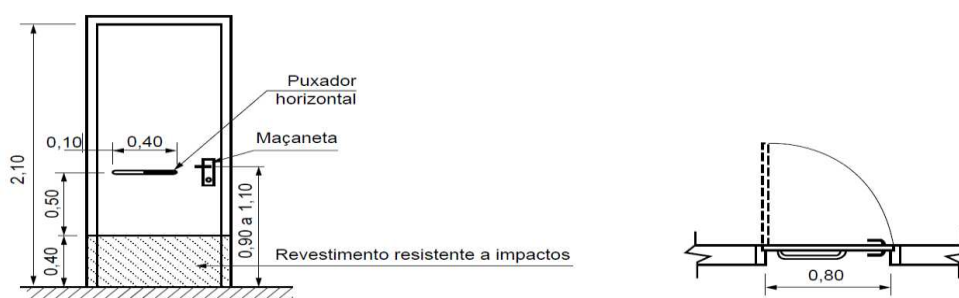 Puxador
horizontal
0,10
0,40
Maçaneta
2,10
0,50
0,90 a 1,10
0,40
Revestimento resistente a impactos
0,80